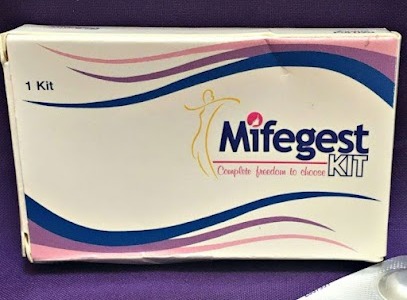 1 Kit
Mifegest
KIT
Complete freedom to choose